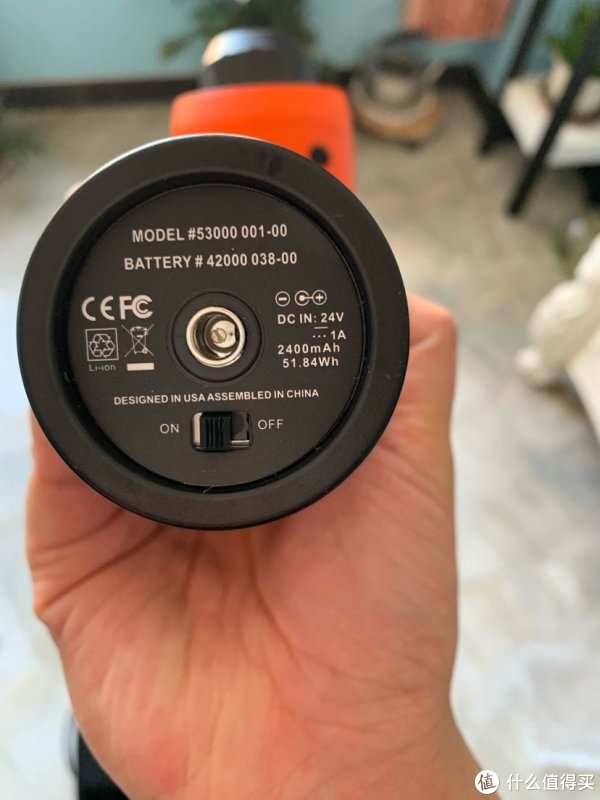 MODEL #53000 001-00
BATTERY # 42000 038-00
CE FC
DC IN: 24V
1A
2400mAh
51.84Wh
Li-ion
DESIGNED IN USA ASSEMBLED IN CHINA
ON OFF
值 什么值得买